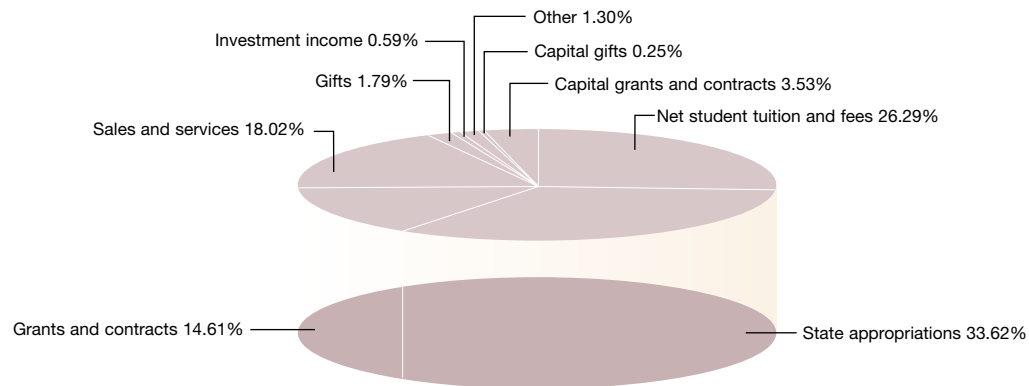 Other 1.30%
Investment income 0.59%
Capital gifts 0.25%
Gifts 1.79%
Capital grants and contracts 3.53%
Sales and services 18.02%
Net student tuition and fees 26.29%
Grants and contracts 14.61%
State appropriations 33.62%